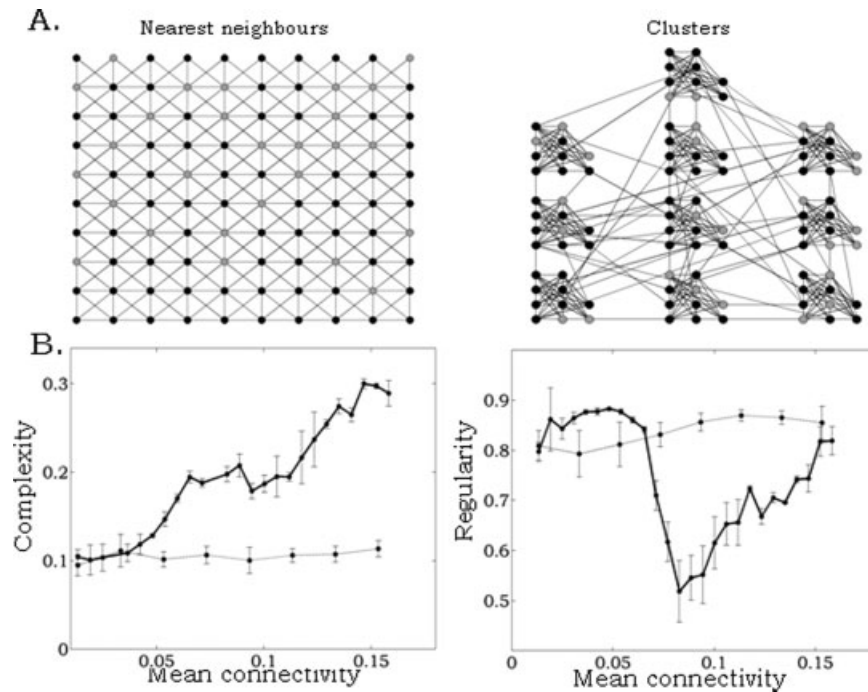 A.
Nearest neighbours
Clusters
B.
Complexity
0.3
0.2
0.1
0
0.05
0.1
0.15
Mean connectivity
Regularity
0.9
0.8
0.7
0.6
0.5
0
0.05
0.1
0.15
Mean connectivity